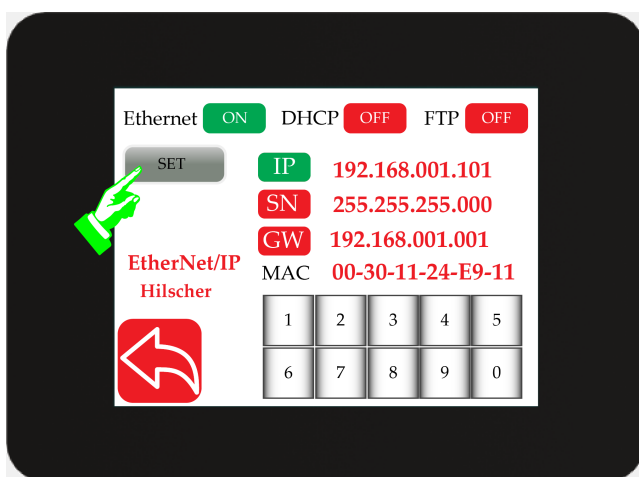 Ethernet ON DHCP OFF FTP OFF
SET
IP 192.168.001.101
SN 255.255.255.000
GW 192.168.001.001
EtherNet/IP
MAC 00-30-11-24-E9-11
Hilscher
1 2 3 4 5
6 7 8 9 0